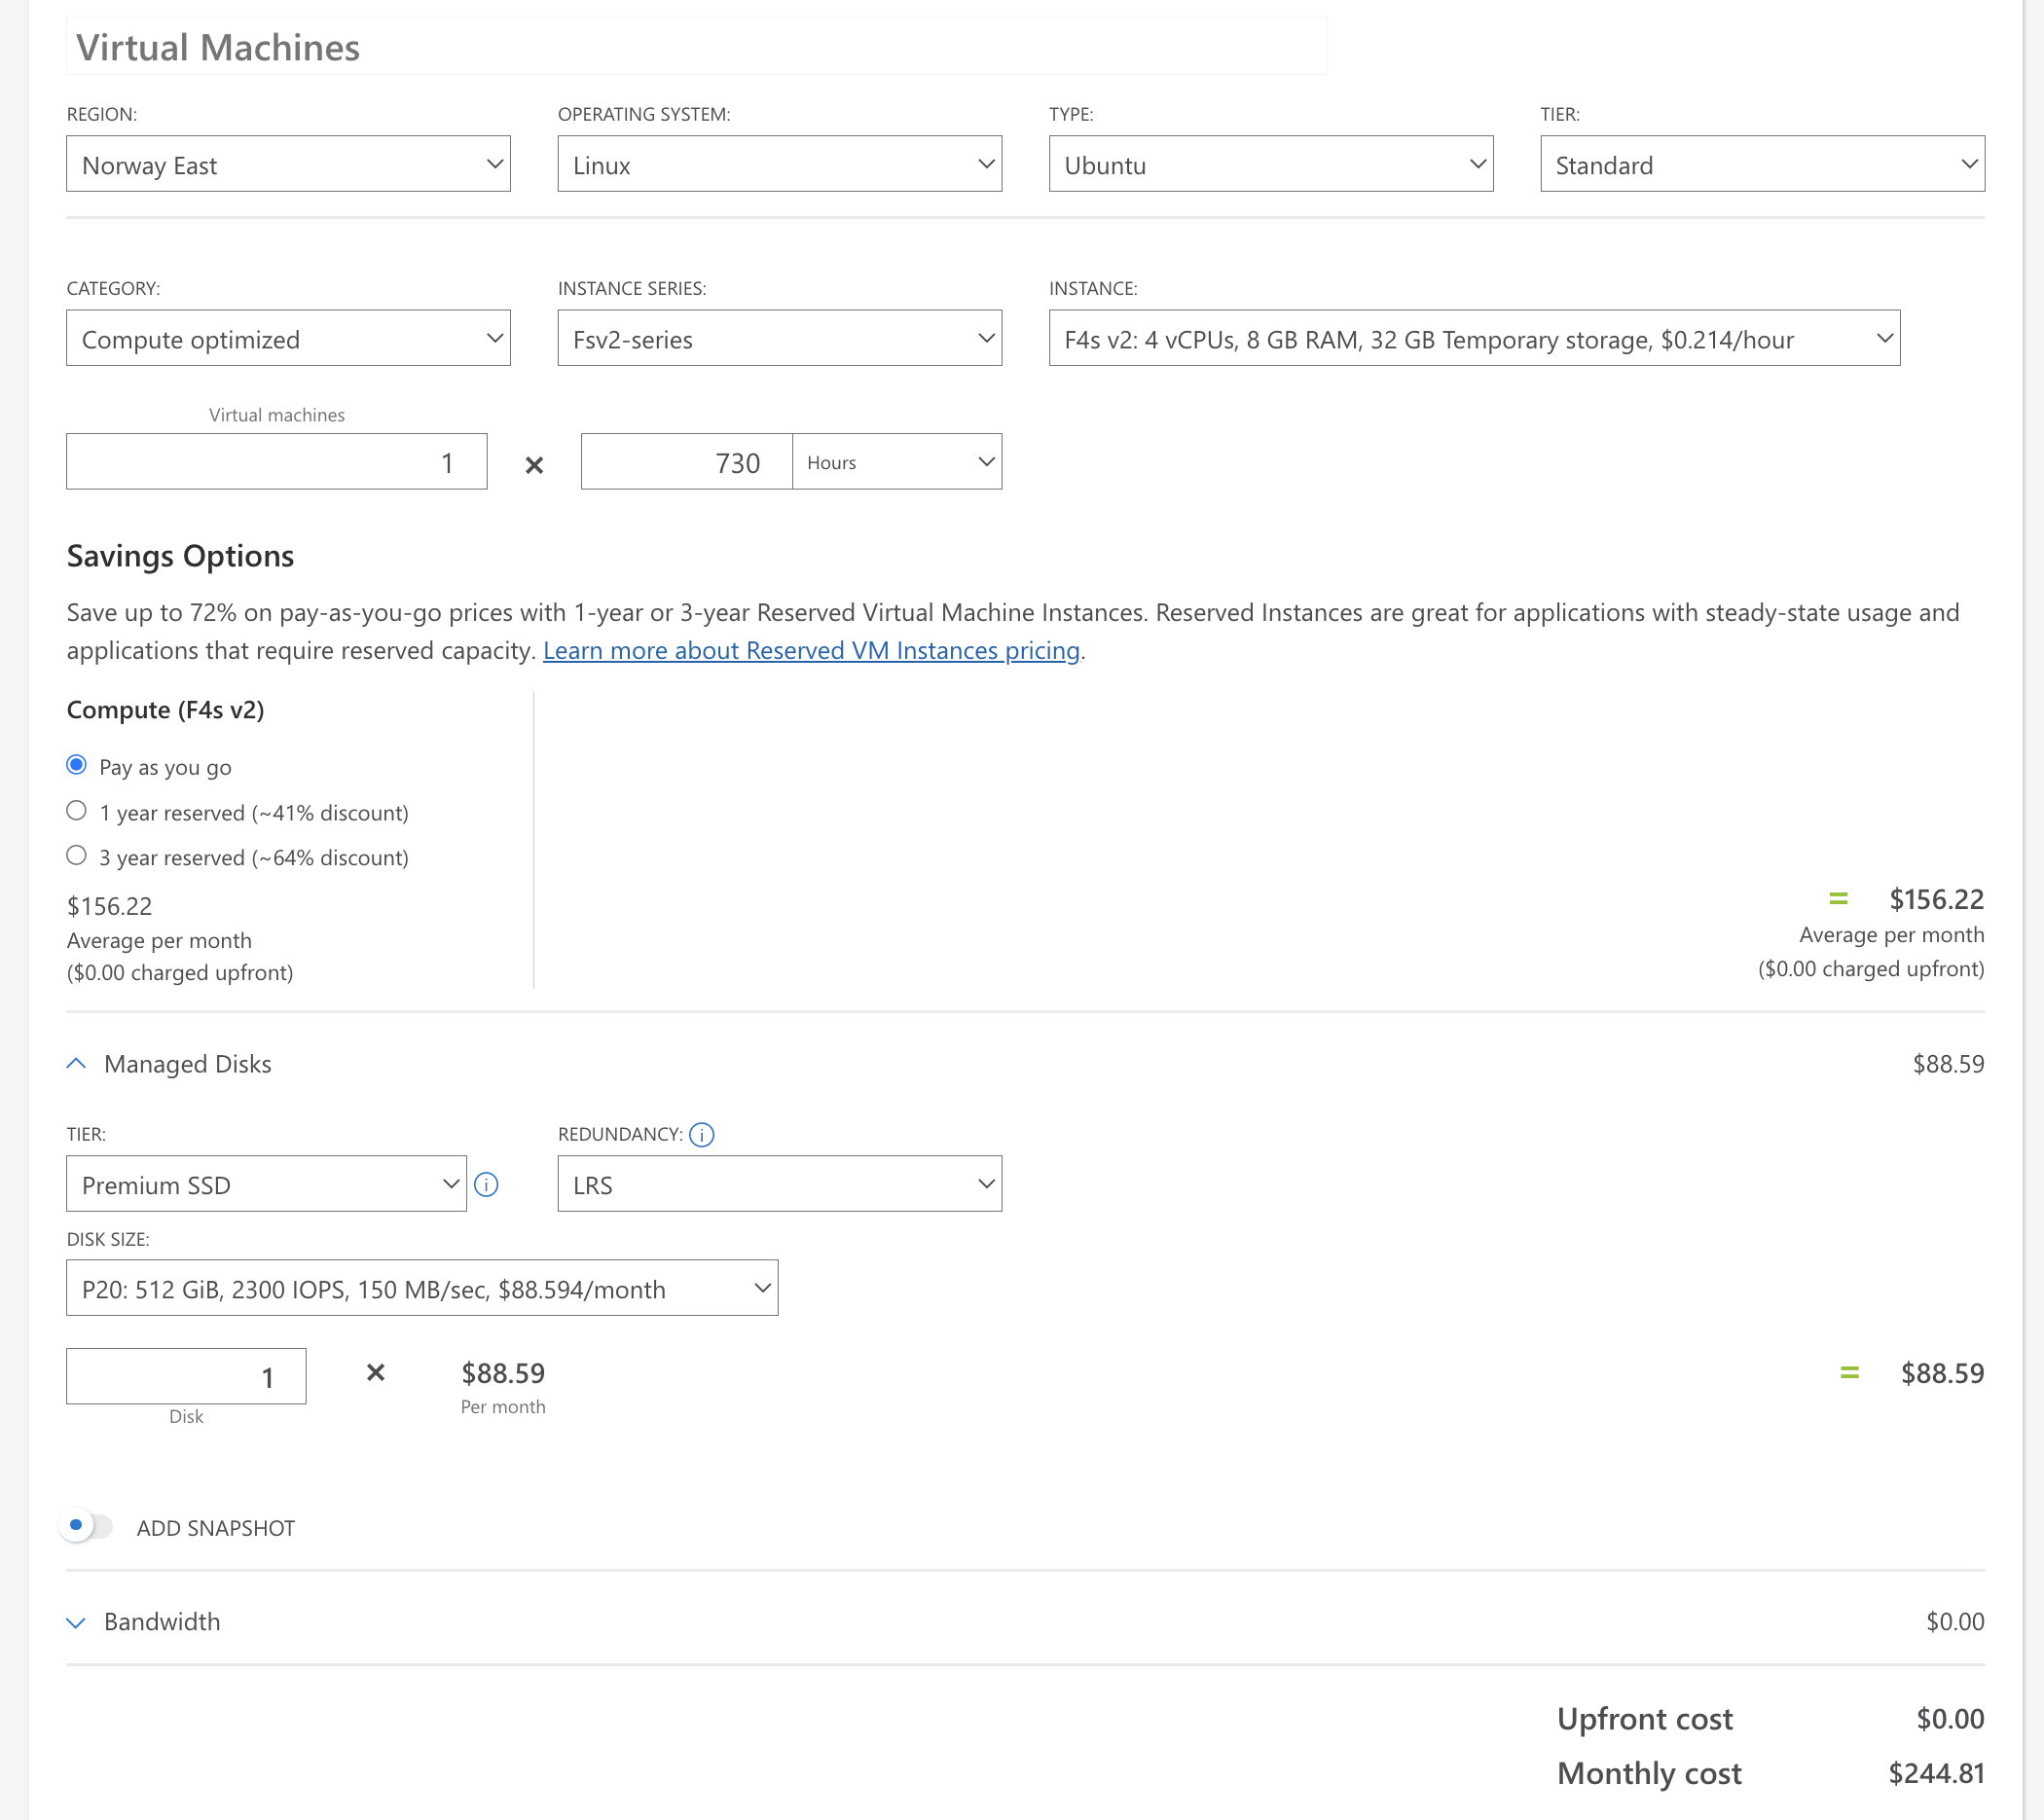 Virtual Machines
REGION:
Norway East
OPERATING SYSTEM:
Linux
TYPE:
Ubuntu
TIER:
Standard
CATEGORY:
Compute optimized
INSTANCE SERIES:
Fsv2-series
INSTANCE:
F4s v2: 4 vCPUs, 8 GB RAM, 32 GB Temporary storage, $0.214/hour
Virtual machines
1
×
730
Hours
Savings Options
Save up to 72% on pay-as-you-go prices with 1-year or 3-year Reserved Virtual Machine Instances. Reserved Instances are great for applications with steady-state usage and
applications that require reserved capacity. Learn more about Reserved VM Instances pricing.
Compute (F4s v2)
Pay as you go
1 year reserved (~41% discount)
3 year reserved (~64% discount)
$156.22
Average per month
($0.00 charged upfront)
= $156.22
Average per month
($0.00 charged upfront)
Managed Disks
$88.59
TIER:
Premium SSD
REDUNDANCY:
LRS
DISK SIZE:
P20: 512 GiB, 2300 IOPS, 150 MB/sec, $88.594/month
1
Disk
×
$88.59
Per month
= $88.59
ADD SNAPSHOT
Bandwidth
$0.00
Upfront cost $0.00
Monthly cost $244.81